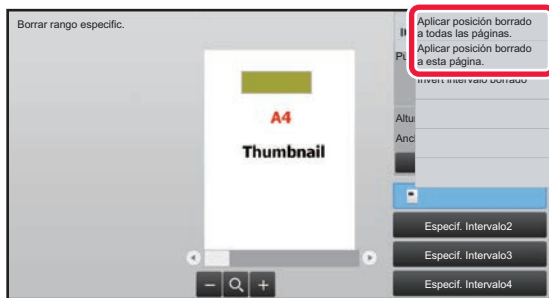 Borrar rango especific.
Aplicar posición borrado
a todas las páginas.
Aplicar posición borrado
a esta página.
Invert intervalo borrado
A4
Thumbnail
Especif. Intervalo2
Especif. Intervalo3
Especif. Intervalo4